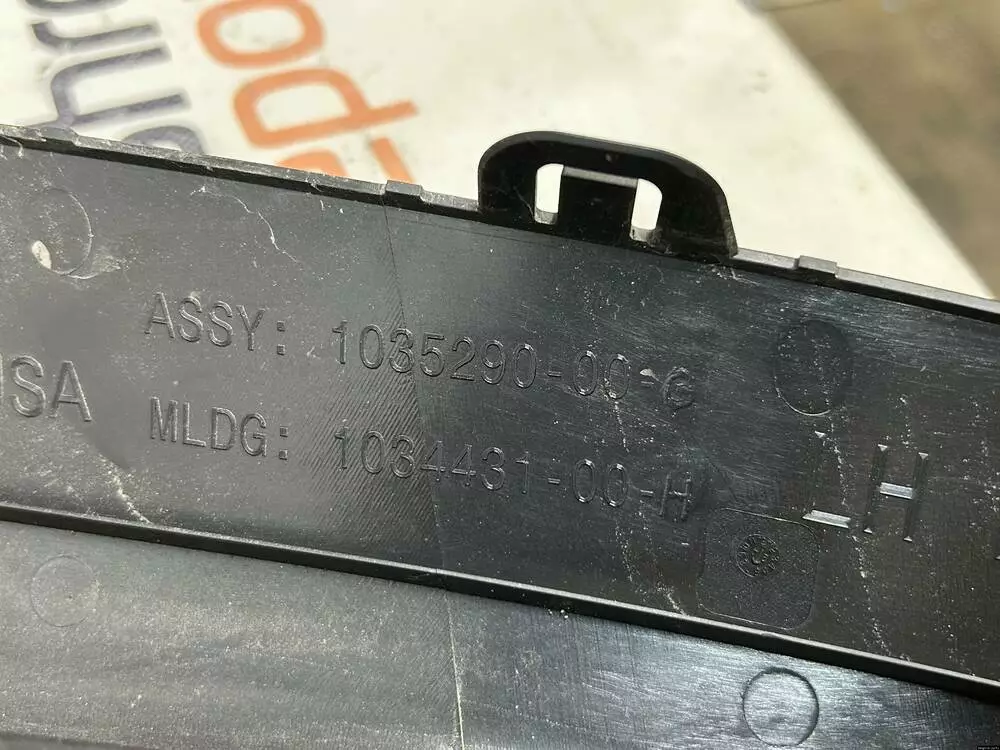 ASSY: 1035290-00-G
USA
MLDG: 1034431-00-H
LH